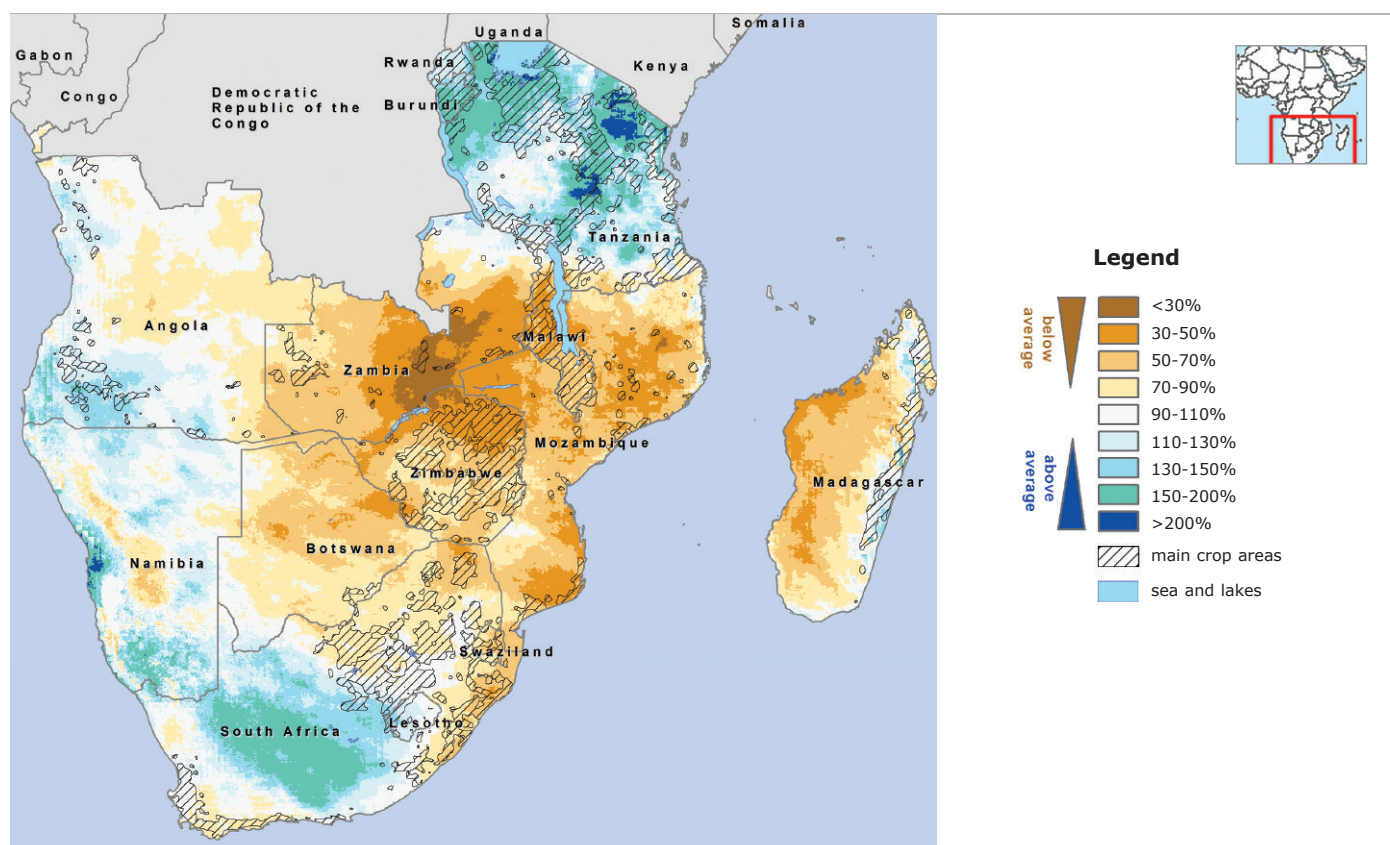 Somalia
Uganda
Gabon
Rwanda
Kenya
Democratic
Republic of the
Congo
Congo
Burundi
Tanzania
Angola
Malawi
Zambia
Mozambique
Zimbabwe
Madagascar
Botswana
Namibia
Swaziland
Lesotho
South Africa
Legend
below
average
<30%
30-50%
50-70%
70-90%
90-110%
above
average
110-130%
130-150%
150-200%
>200%
main crop areas
sea and lakes